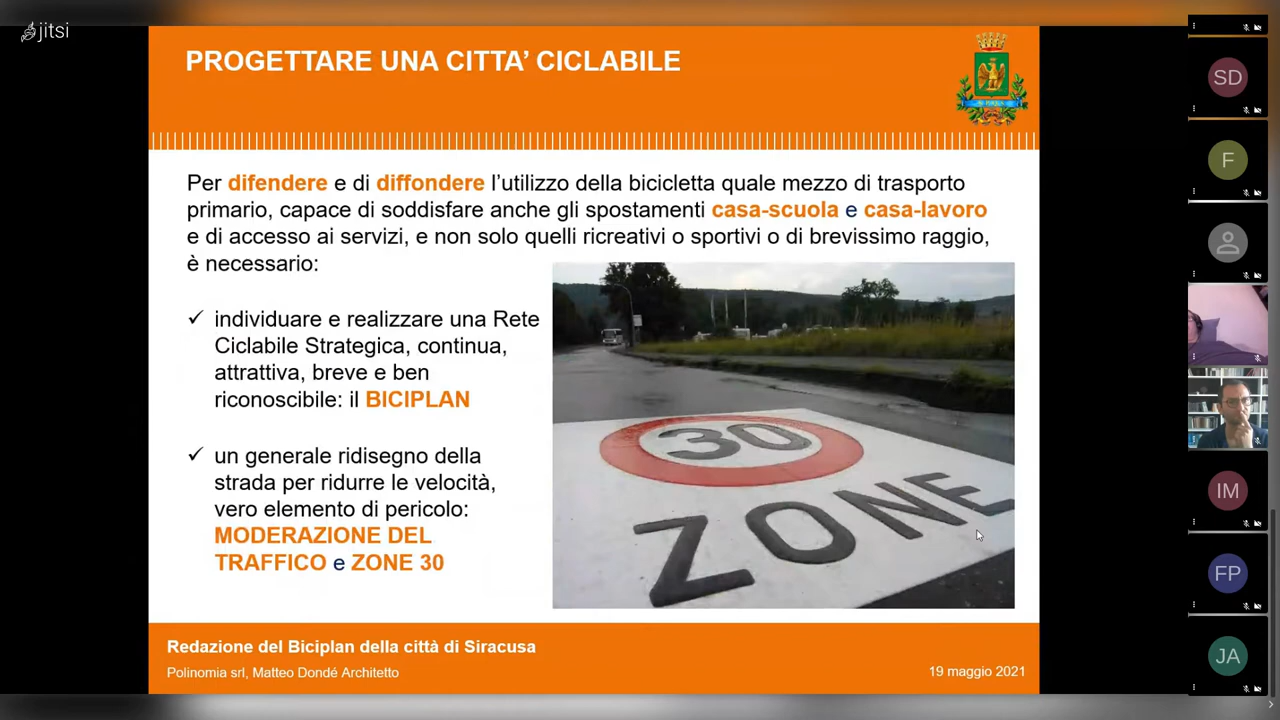 jitsi
PROGETTARE UNA CITTA’ CICLABILE
Per difendere e di diffondere l’utilizzo della bicicletta quale mezzo di trasporto
primario, capace di soddisfare anche gli spostamenti casa-scuola e casa-lavoro
e di accesso ai servizi, e non solo quelli ricreativi o sportivi o di brevissimo raggio,
è necessario:
✓ individuare e realizzare una Rete
Ciclabile Strategica, continua,
attrattiva, breve e ben
riconoscibile: il BICIPLAN
✓ un generale ridisegno della
strada per ridurre le velocità,
vero elemento di pericolo:
MODERAZIONE DEL
TRAFFICO e ZONE 30
30
ZONE
Redazione del Biciplan della città di Siracusa
Polinomia srl, Matteo Dondé Architetto
19 maggio 2021
SD
F
IM
FP
JA